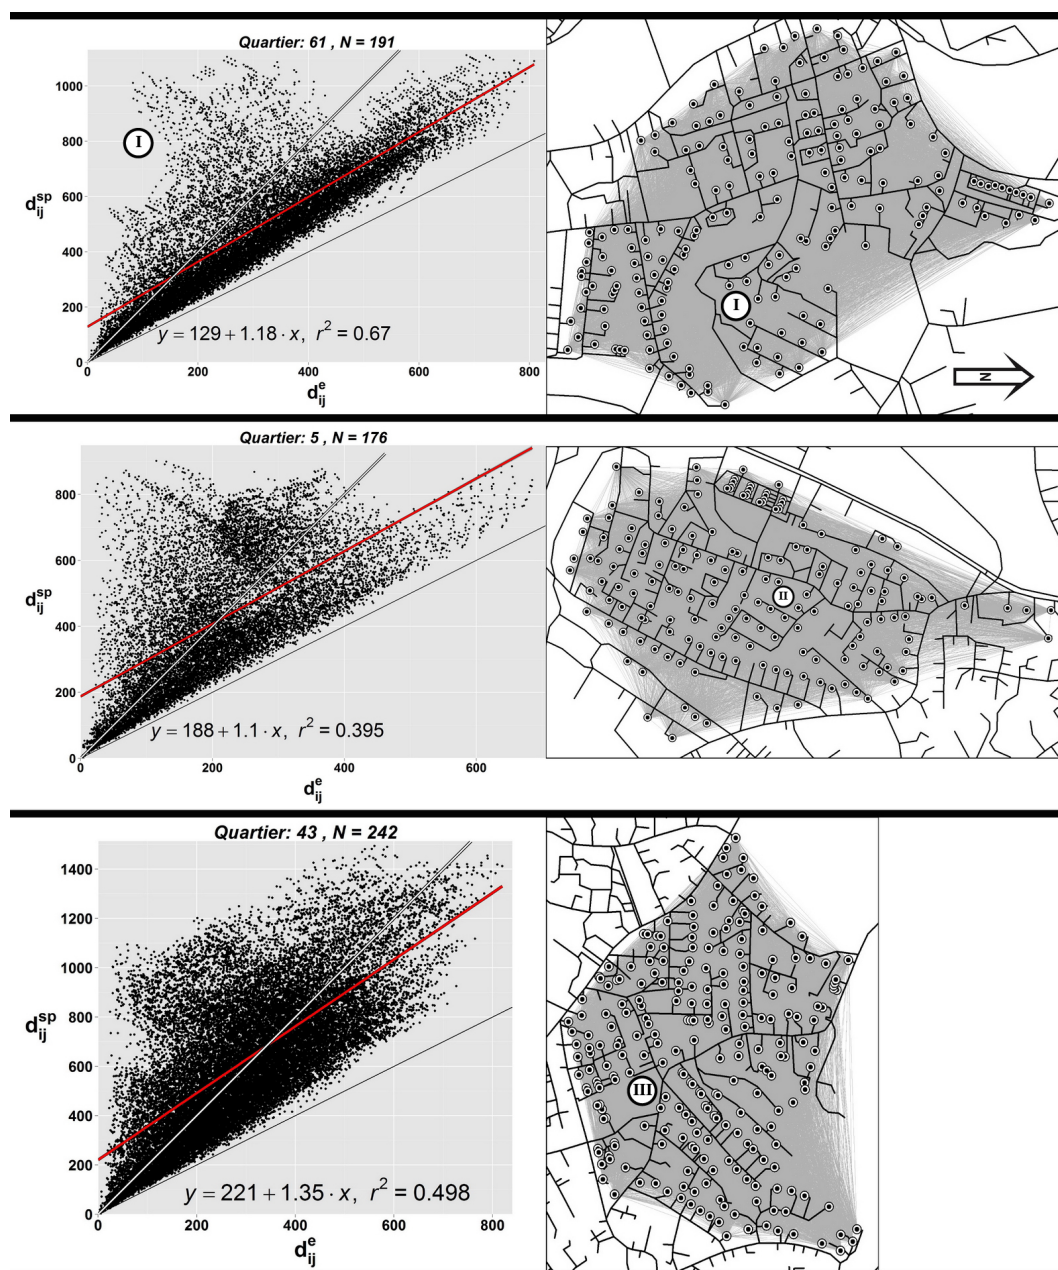 Quartier: 61 , N = 191
1000
800
600
400
200
0
0 200 400 600 800
d_ij^sp
d_ij^e
I
y = 129 + 1.18 · x, r² = 0.67
I
N
Quartier: 5 , N = 176
800
600
400
200
0
0 200 400 600
d_ij^sp
d_ij^e
y = 188 + 1.1 · x, r² = 0.395
II
Quartier: 43 , N = 242
1400
1200
1000
800
600
400
200
0
0 200 400 600 800
d_ij^sp
d_ij^e
y = 221 + 1.35 · x, r² = 0.498
III